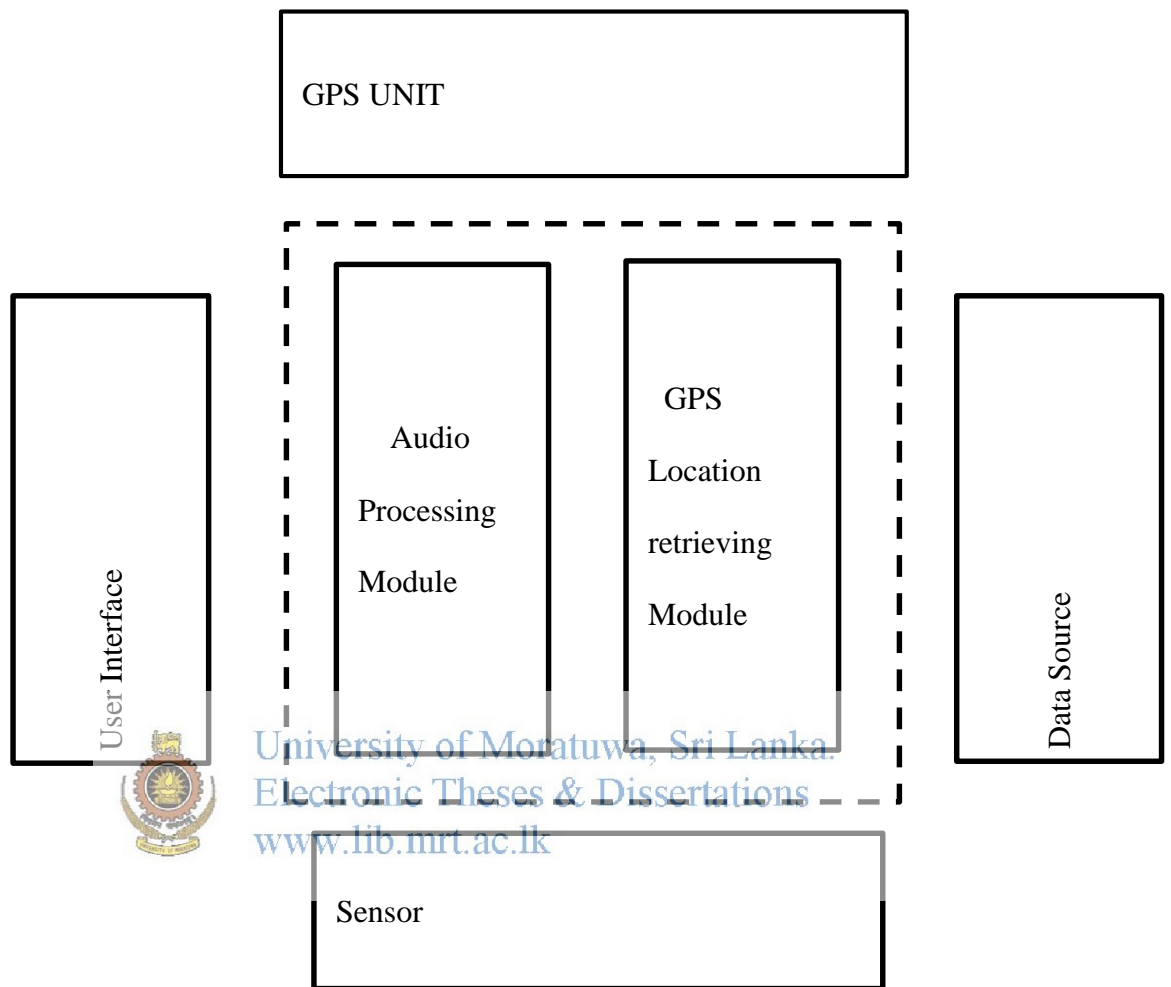 GPS UNIT
Audio
Processing
Module
GPS
Location
retrieving
Module
User Interface
Data Source
University of Moratuwa, Sri Lanka.
Electronic Theses & Dissertations
www.lib.mrt.ac.lk
Sensor